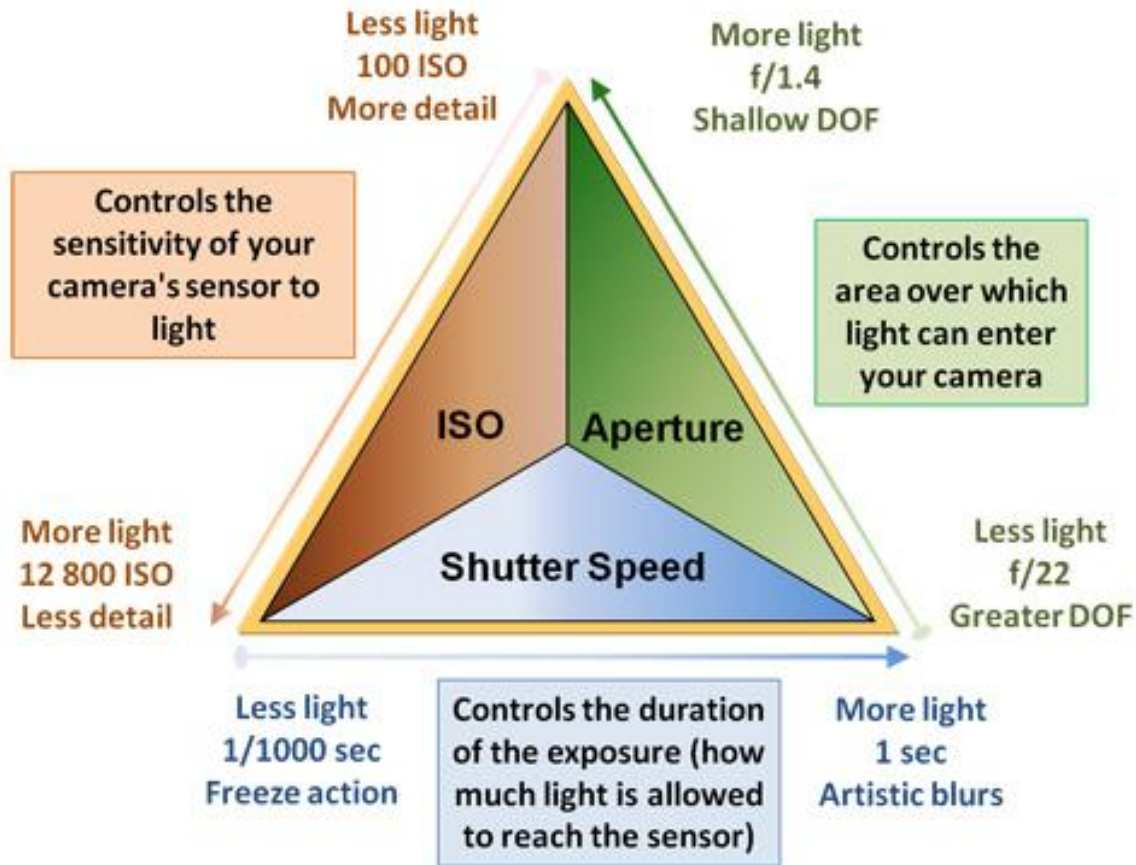 Less light
100 ISO
More detail
More light
f/1.4
Shallow DOF
Controls the
sensitivity of your
camera's sensor to
light
Controls the
area over which
light can enter
your camera
ISO
Aperture
Shutter Speed
More light
12 800 ISO
Less detail
Less light
f/22
Greater DOF
Less light
1/1000 sec
Freeze action
Controls the duration
of the exposure (how
much light is allowed
to reach the sensor)
More light
1 sec
Artistic blurs